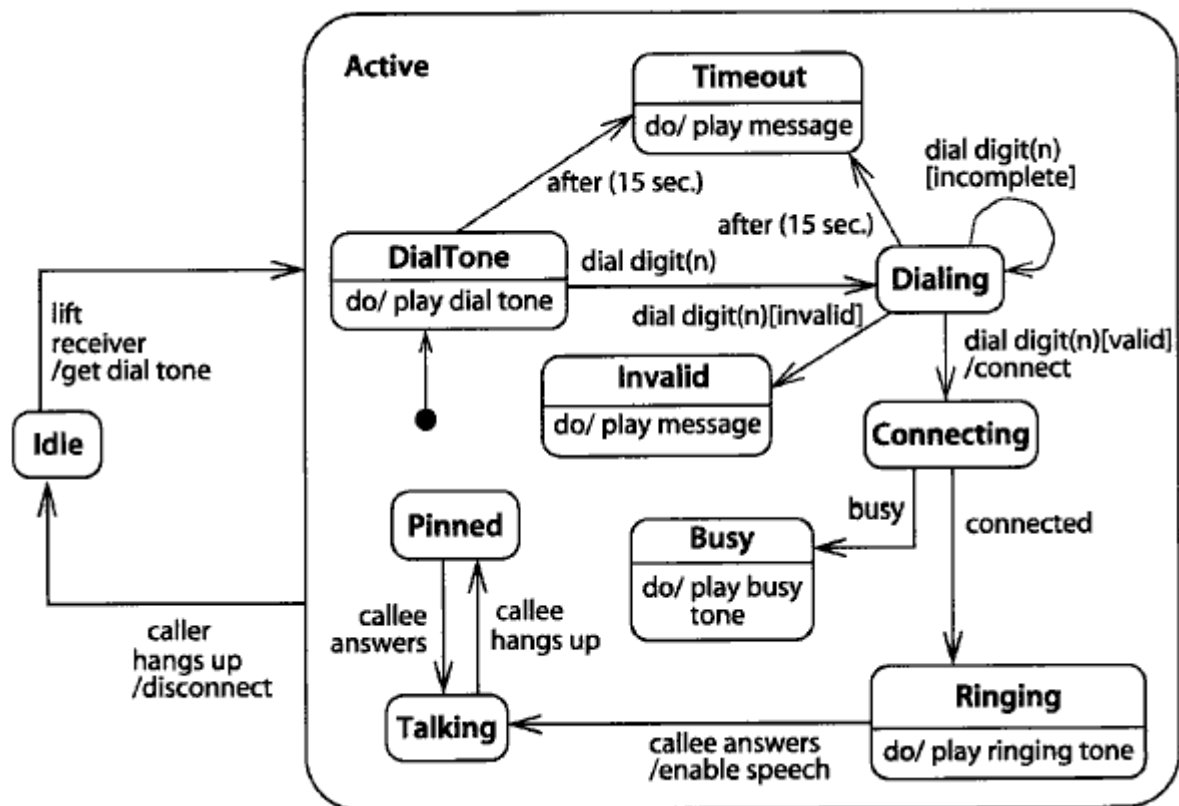 Active
Timeout
do/ play message
dial digit(n)
[incomplete]
after (15 sec.)
after (15 sec.)
DialTone
do/ play dial tone
dial digit(n)
Dialing
lift
receiver
/get dial tone
dial digit(n)[invalid]
dial digit(n)[valid]
/connect
Invalid
do/ play message
Idle
Connecting
Pinned
busy
connected
Busy
do/ play busy
tone
callee
answers
callee
hangs up
caller
hangs up
/disconnect
Talking
Ringing
do/ play ringing tone
callee answers
/enable speech